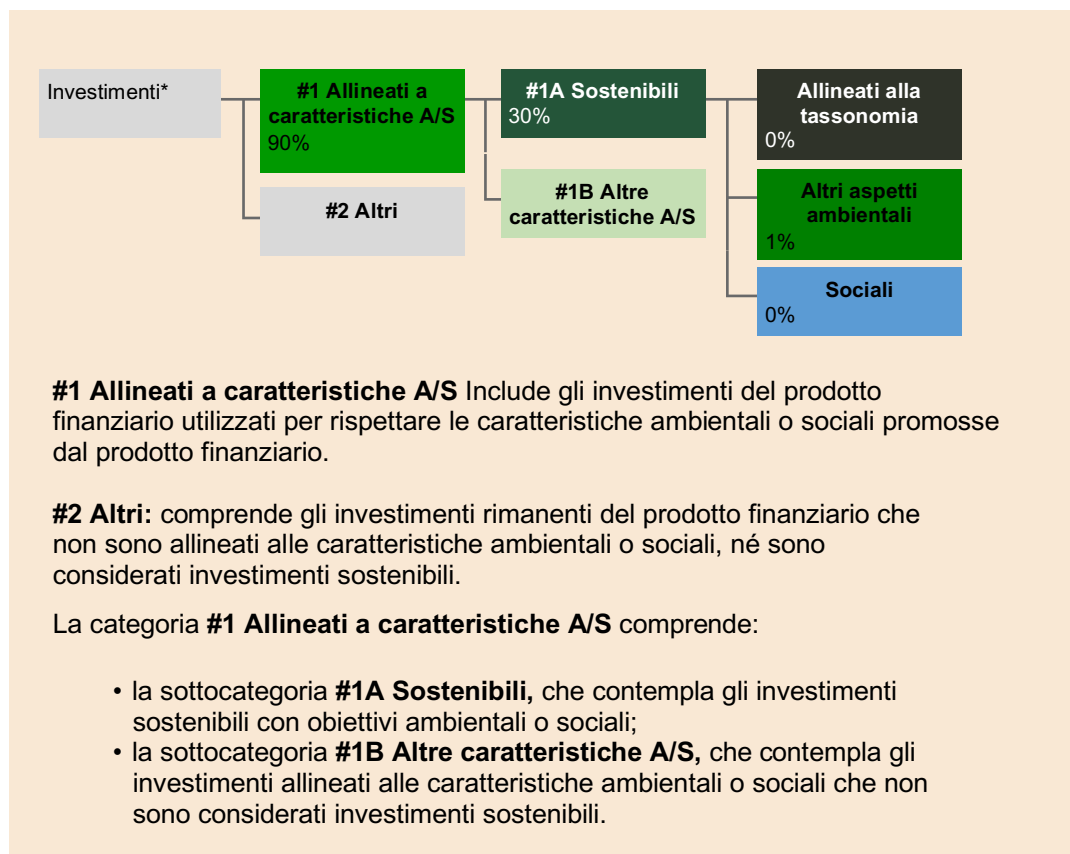 Investimenti*
#1 Allineati a
caratteristiche A/S
90%
#2 Altri
#1A Sostenibili
30%
#1B Altre
caratteristiche A/S
Allineati alla
tassonomia
0%
Altri aspetti
ambientali
1%
Sociali
0%
#1 Allineati a caratteristiche A/S Include gli investimenti del prodotto
finanziario utilizzati per rispettare le caratteristiche ambientali o sociali promosse
dal prodotto finanziario.
#2 Altri: comprende gli investimenti rimanenti del prodotto finanziario che
non sono allineati alle caratteristiche ambientali o sociali, né sono
considerati investimenti sostenibili.
La categoria #1 Allineati a caratteristiche A/S comprende:
• la sottocategoria #1A Sostenibili, che contempla gli investimenti
sostenibili con obiettivi ambientali o sociali;
• la sottocategoria #1B Altre caratteristiche A/S, che contempla gli
investimenti allineati alle caratteristiche ambientali o sociali che non
sono considerati investimenti sostenibili.